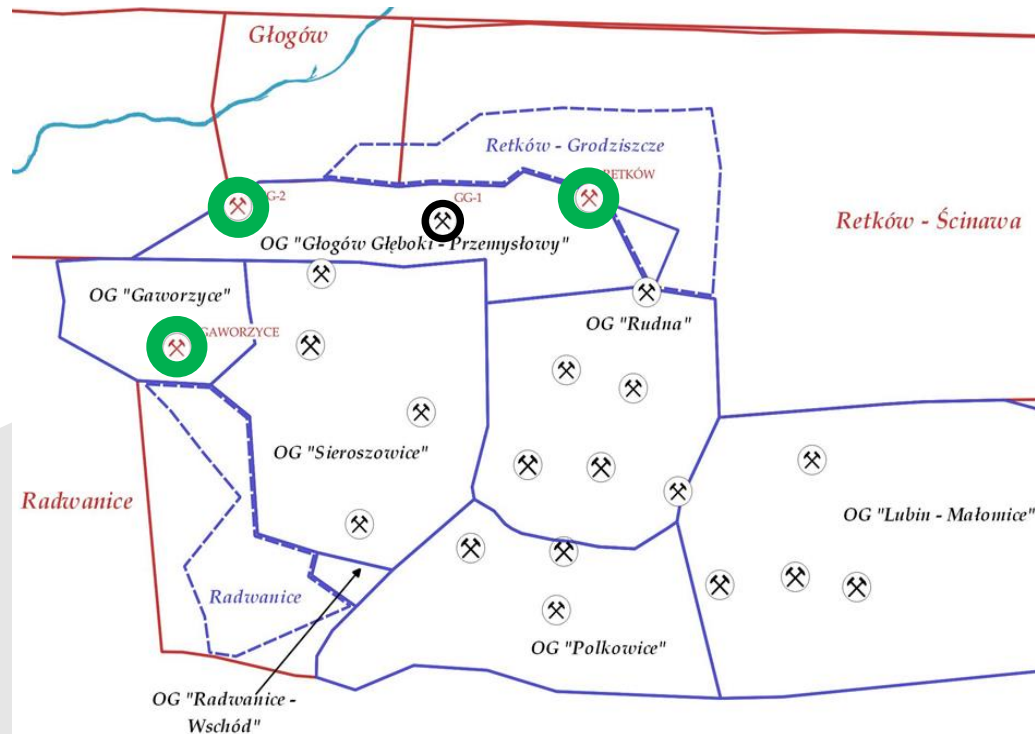 Głogów
Retków - Grodziszcze
RETKÓW
GG-2
GG-1
Retków - Ścinawa
OG "Głogów Głęboki - Przemysłowy"
OG "Gaworzyce"
OG "Rudna"
GAWORZYCE
OG "Sieroszowice"
Radwanice
OG "Lubin - Małomice"
Radwanice
OG "Polkowice"
OG "Radwanice -
Wschód"